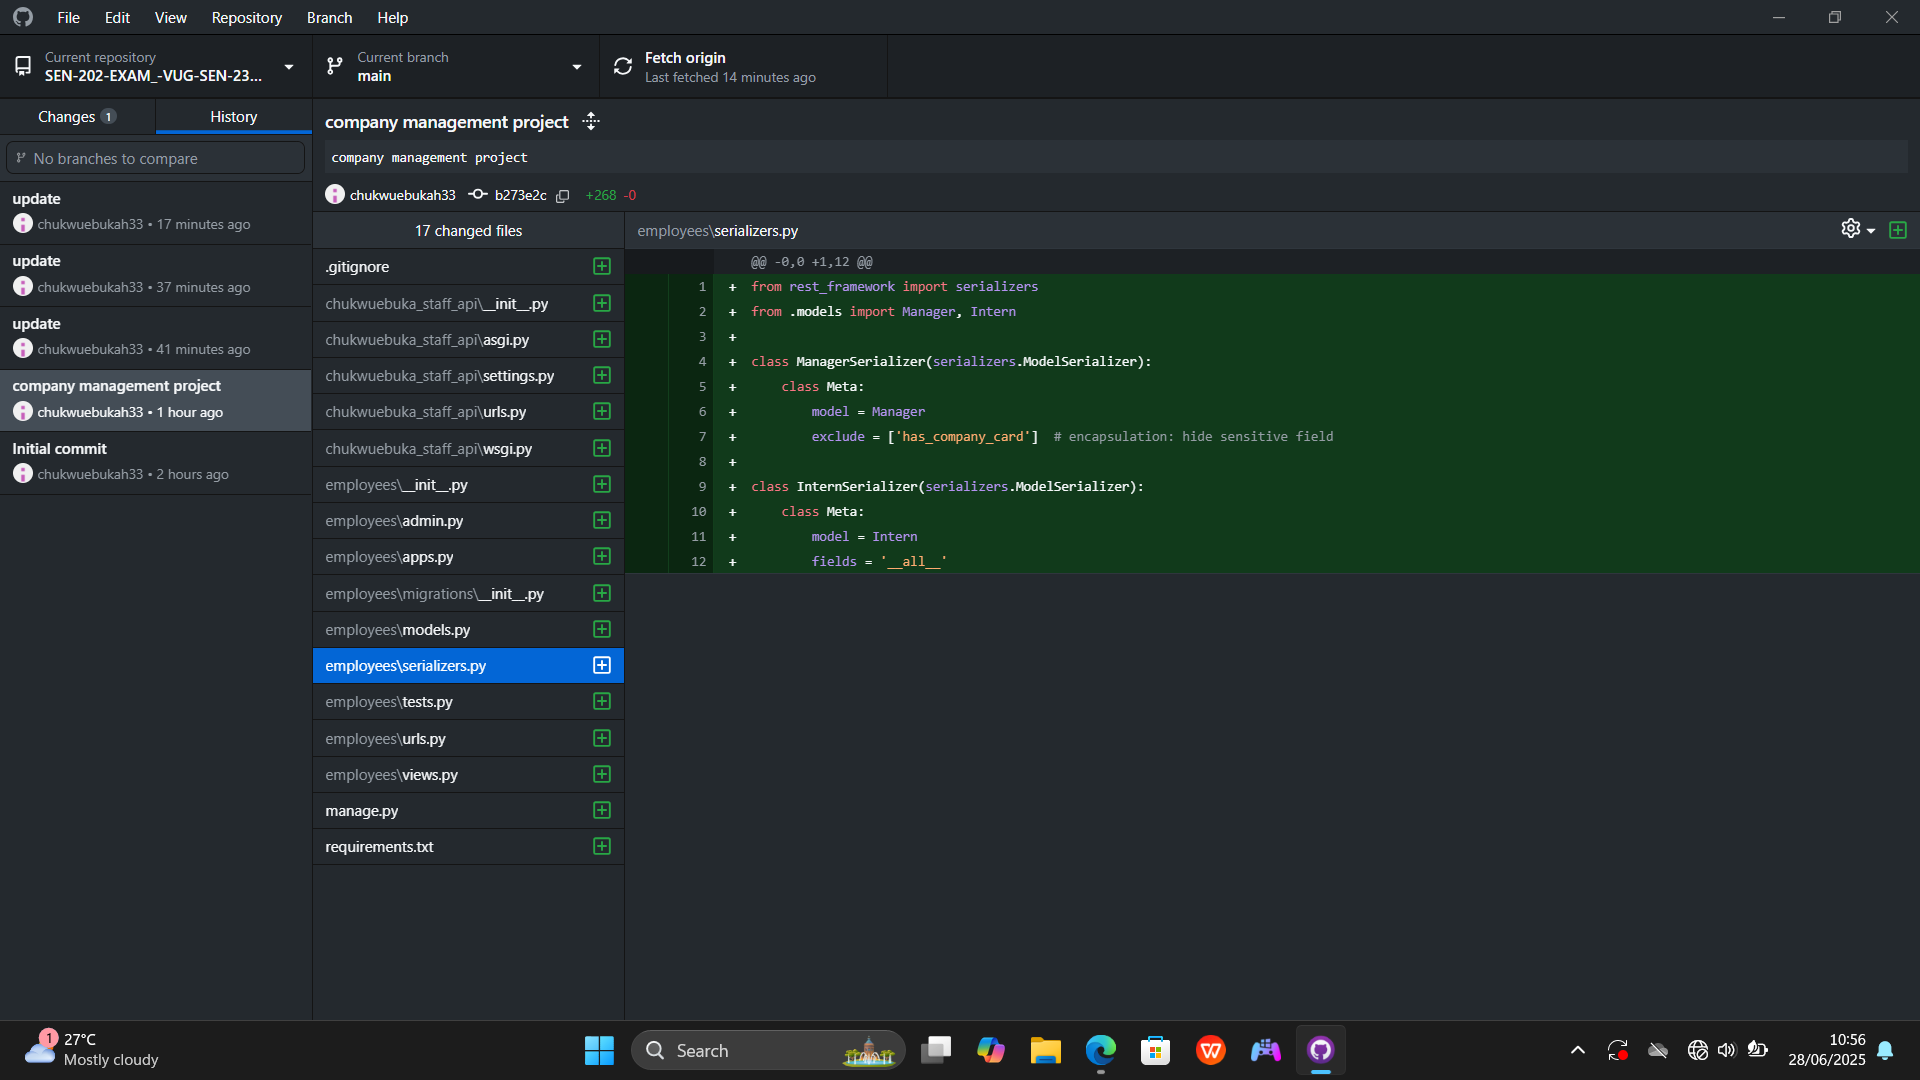 File Edit View Repository Branch Help
Current repository
SEN-202-EXAM_-VUG-SEN-23...
Current branch
main
Fetch origin
Last fetched 14 minutes ago
Changes 1
History
No branches to compare
update
chukwuebukah33 • 17 minutes ago
update
chukwuebukah33 • 37 minutes ago
update
chukwuebukah33 • 41 minutes ago
company management project
chukwuebukah33 • 1 hour ago
Initial commit
chukwuebukah33 • 2 hours ago
company management project
company management project
chukwuebukah33 b273e2c +268 -0
17 changed files
.gitignore
chukwuebuka_staff_api\__init__.py
chukwuebuka_staff_api\asgi.py
chukwuebuka_staff_api\settings.py
chukwuebuka_staff_api\urls.py
chukwuebuka_staff_api\wsgi.py
employees\__init__.py
employees\admin.py
employees\apps.py
employees\migrations\__init__.py
employees\models.py
employees\serializers.py
employees\tests.py
employees\urls.py
employees\views.py
manage.py
requirements.txt
employees\serializers.py
@@ -0,0 +1,12 @@
1 + from rest_framework import serializers
2 + from .models import Manager, Intern
3 +
4 + class ManagerSerializer(serializers.ModelSerializer):
5 +     class Meta:
6 +         model = Manager
7 +         exclude = ['has_company_card']  # encapsulation: hide sensitive field
8 +
9 + class InternSerializer(serializers.ModelSerializer):
10 +     class Meta:
11 +         model = Intern
12 +         fields = '__all__'
1
27°C
Mostly cloudy
Search
10:56
28/06/2025